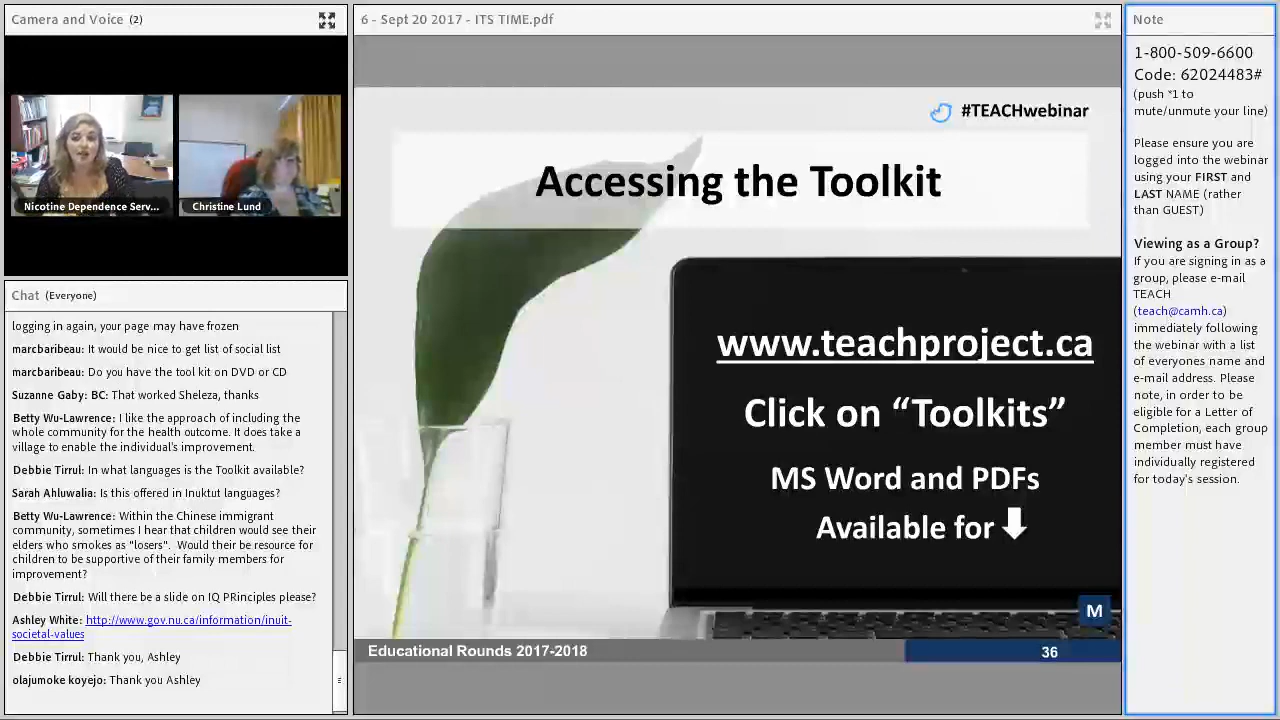 Camera and Voice (2)
Nicotine Dependence Serv...
Christine Lund
Chat (Everyone)
logging in again, your page may have frozen
marcbaribeau: It would be nice to get list of social list
marcbaribeau: Do you have the tool kit on DVD or CD
Suzanne Gaby: BC: That worked Sheleza, thanks
Betty Wu-Lawrence: I like the approach of including the
whole community for the health outcome. It does take a
village to enable the individual's improvement.
Debbie Tirrul: In what languages is the Toolkit available?
Sarah Ahluwalia: Is this offered in Inuktut languages?
Betty Wu-Lawrence: Within the Chinese immigrant
community, sometimes I hear that children would see their
elders who smokes as "losers".  Would their be resource for
children to be supportive of their family members for
improvement?
Debbie Tirrul: Will there be a slide on IQ PRinciples please?
Ashley White: http://www.gov.nu.ca/information/inuit-
societal-values
Debbie Tirrul: Thank you, Ashley
olajumoke koyejo: Thank you Ashley
6 - Sept 20 2017 - ITS TIME.pdf
#TEACHwebinar
Accessing the Toolkit
www.teachproject.ca
Click on “Toolkits”
MS Word and PDFs
Available for
M
Educational Rounds 2017-2018
36
Note
1-800-509-6600
Code: 62024483#
(push *1 to
mute/unmute your line)
Please ensure you are
logged into the webinar
using your FIRST and
LAST NAME (rather
than GUEST)
Viewing as a Group?
If you are signing in as a
group, please e-mail
TEACH
(teach@camh.ca)
immediately following
the webinar with a list
of everyones name and
e-mail address. Please
note, in order to be
eligible for a Letter of
Completion, each group
member must have
individually registered
for today's session.